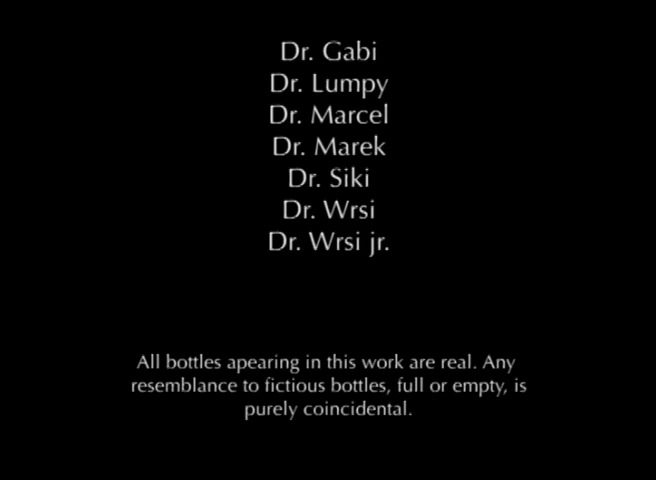 Dr. Gabi
Dr. Lumpy
Dr. Marcel
Dr. Marek
Dr. Siki
Dr. Wrsi
Dr. Wrsi jr.
All bottles apearing in this work are real. Any
resemblance to fictious bottles, full or empty, is
purely coincidental.